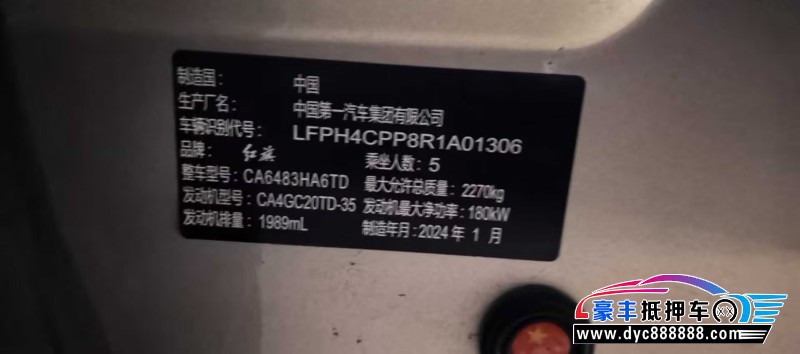 制造国： 中国
生产厂名： 中国第一汽车集团有限公司
车辆识别代号： LFPH4CPP8R1A01306
品牌： 红旗 乘坐人数：5
整车型号：CA6483HA6TD 最大允许总质量：2270kg
发动机型号：CA4GC20TD-35 发动机最大净功率：180kW
发动机排量：1989mL 制造年月：2024 年 1 月
豪丰抵押车
www.dyc888888.com